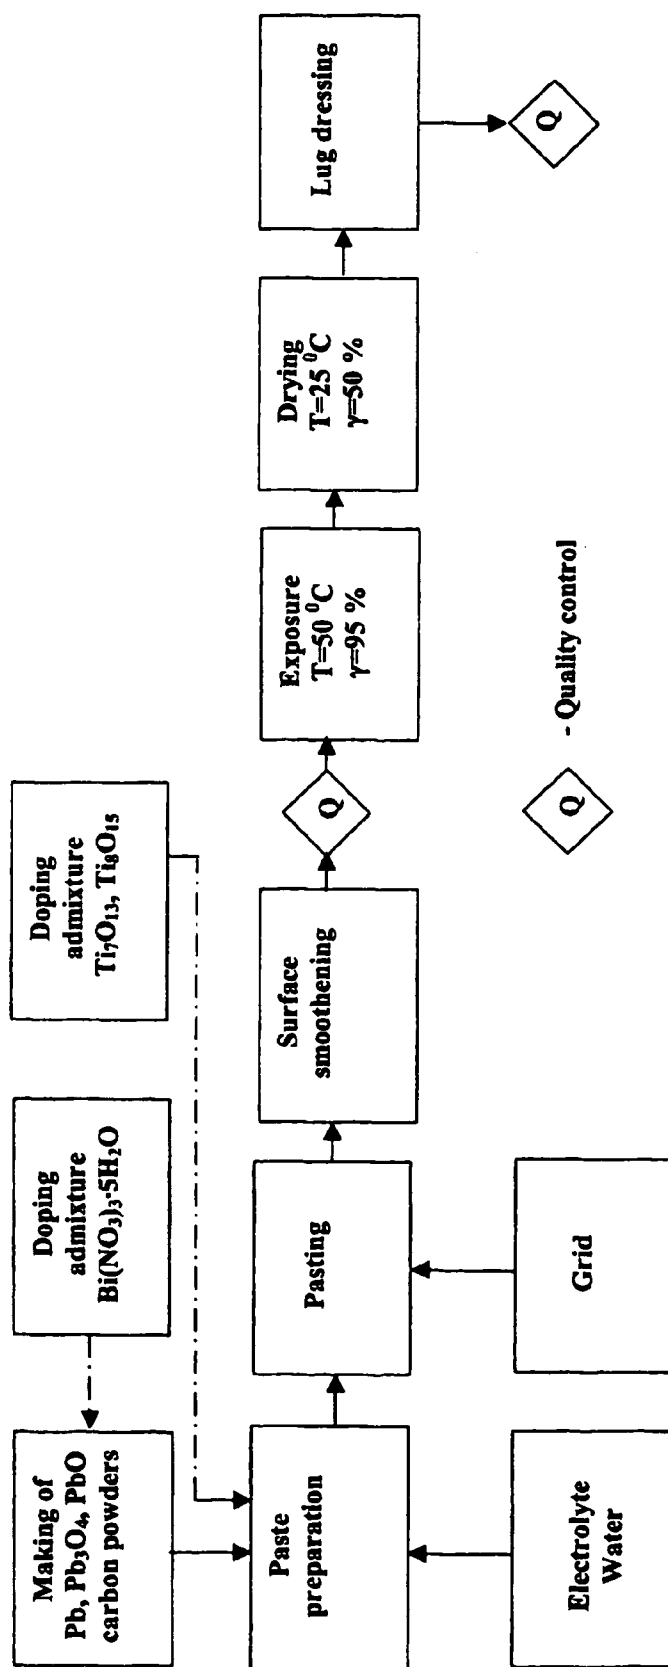 Making of
Pb, Pb₃O₄, PbO
carbon powders
Doping
admixture
Bi(NO₃)₃·5H₂O
Doping
admixture
Ti₇O₁₃, Ti₈O₁₅
Paste
preparation
Pasting
Surface
smoothening
Q
Exposure
T=50 ⁰C
γ=95 %
Drying
T=25 ⁰C
γ=50 %
Lug dressing
Electrolyte
Water
Grid
Q
- Quality control
Q